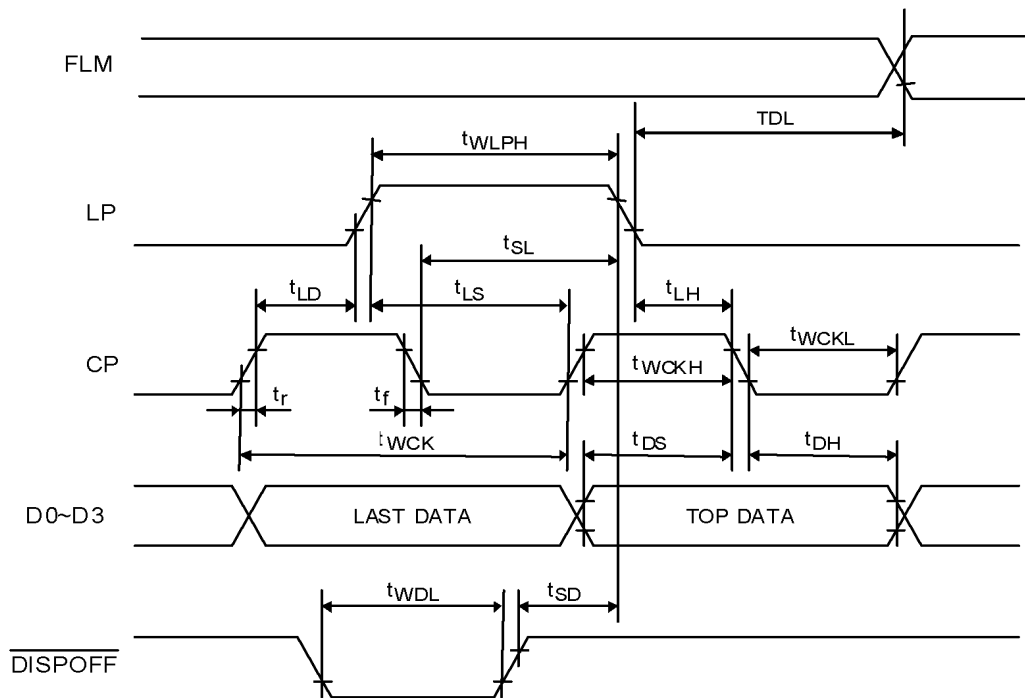 FLM
TDL
tWLPH
LP
tSL
tLD
tLS
tLH
tWCKL
CP
tWCKH
tr
tf
tWCK
tDS
tDH
D0~D3
LAST DATA
TOP DATA
tWDL
tSD
DISPOFF